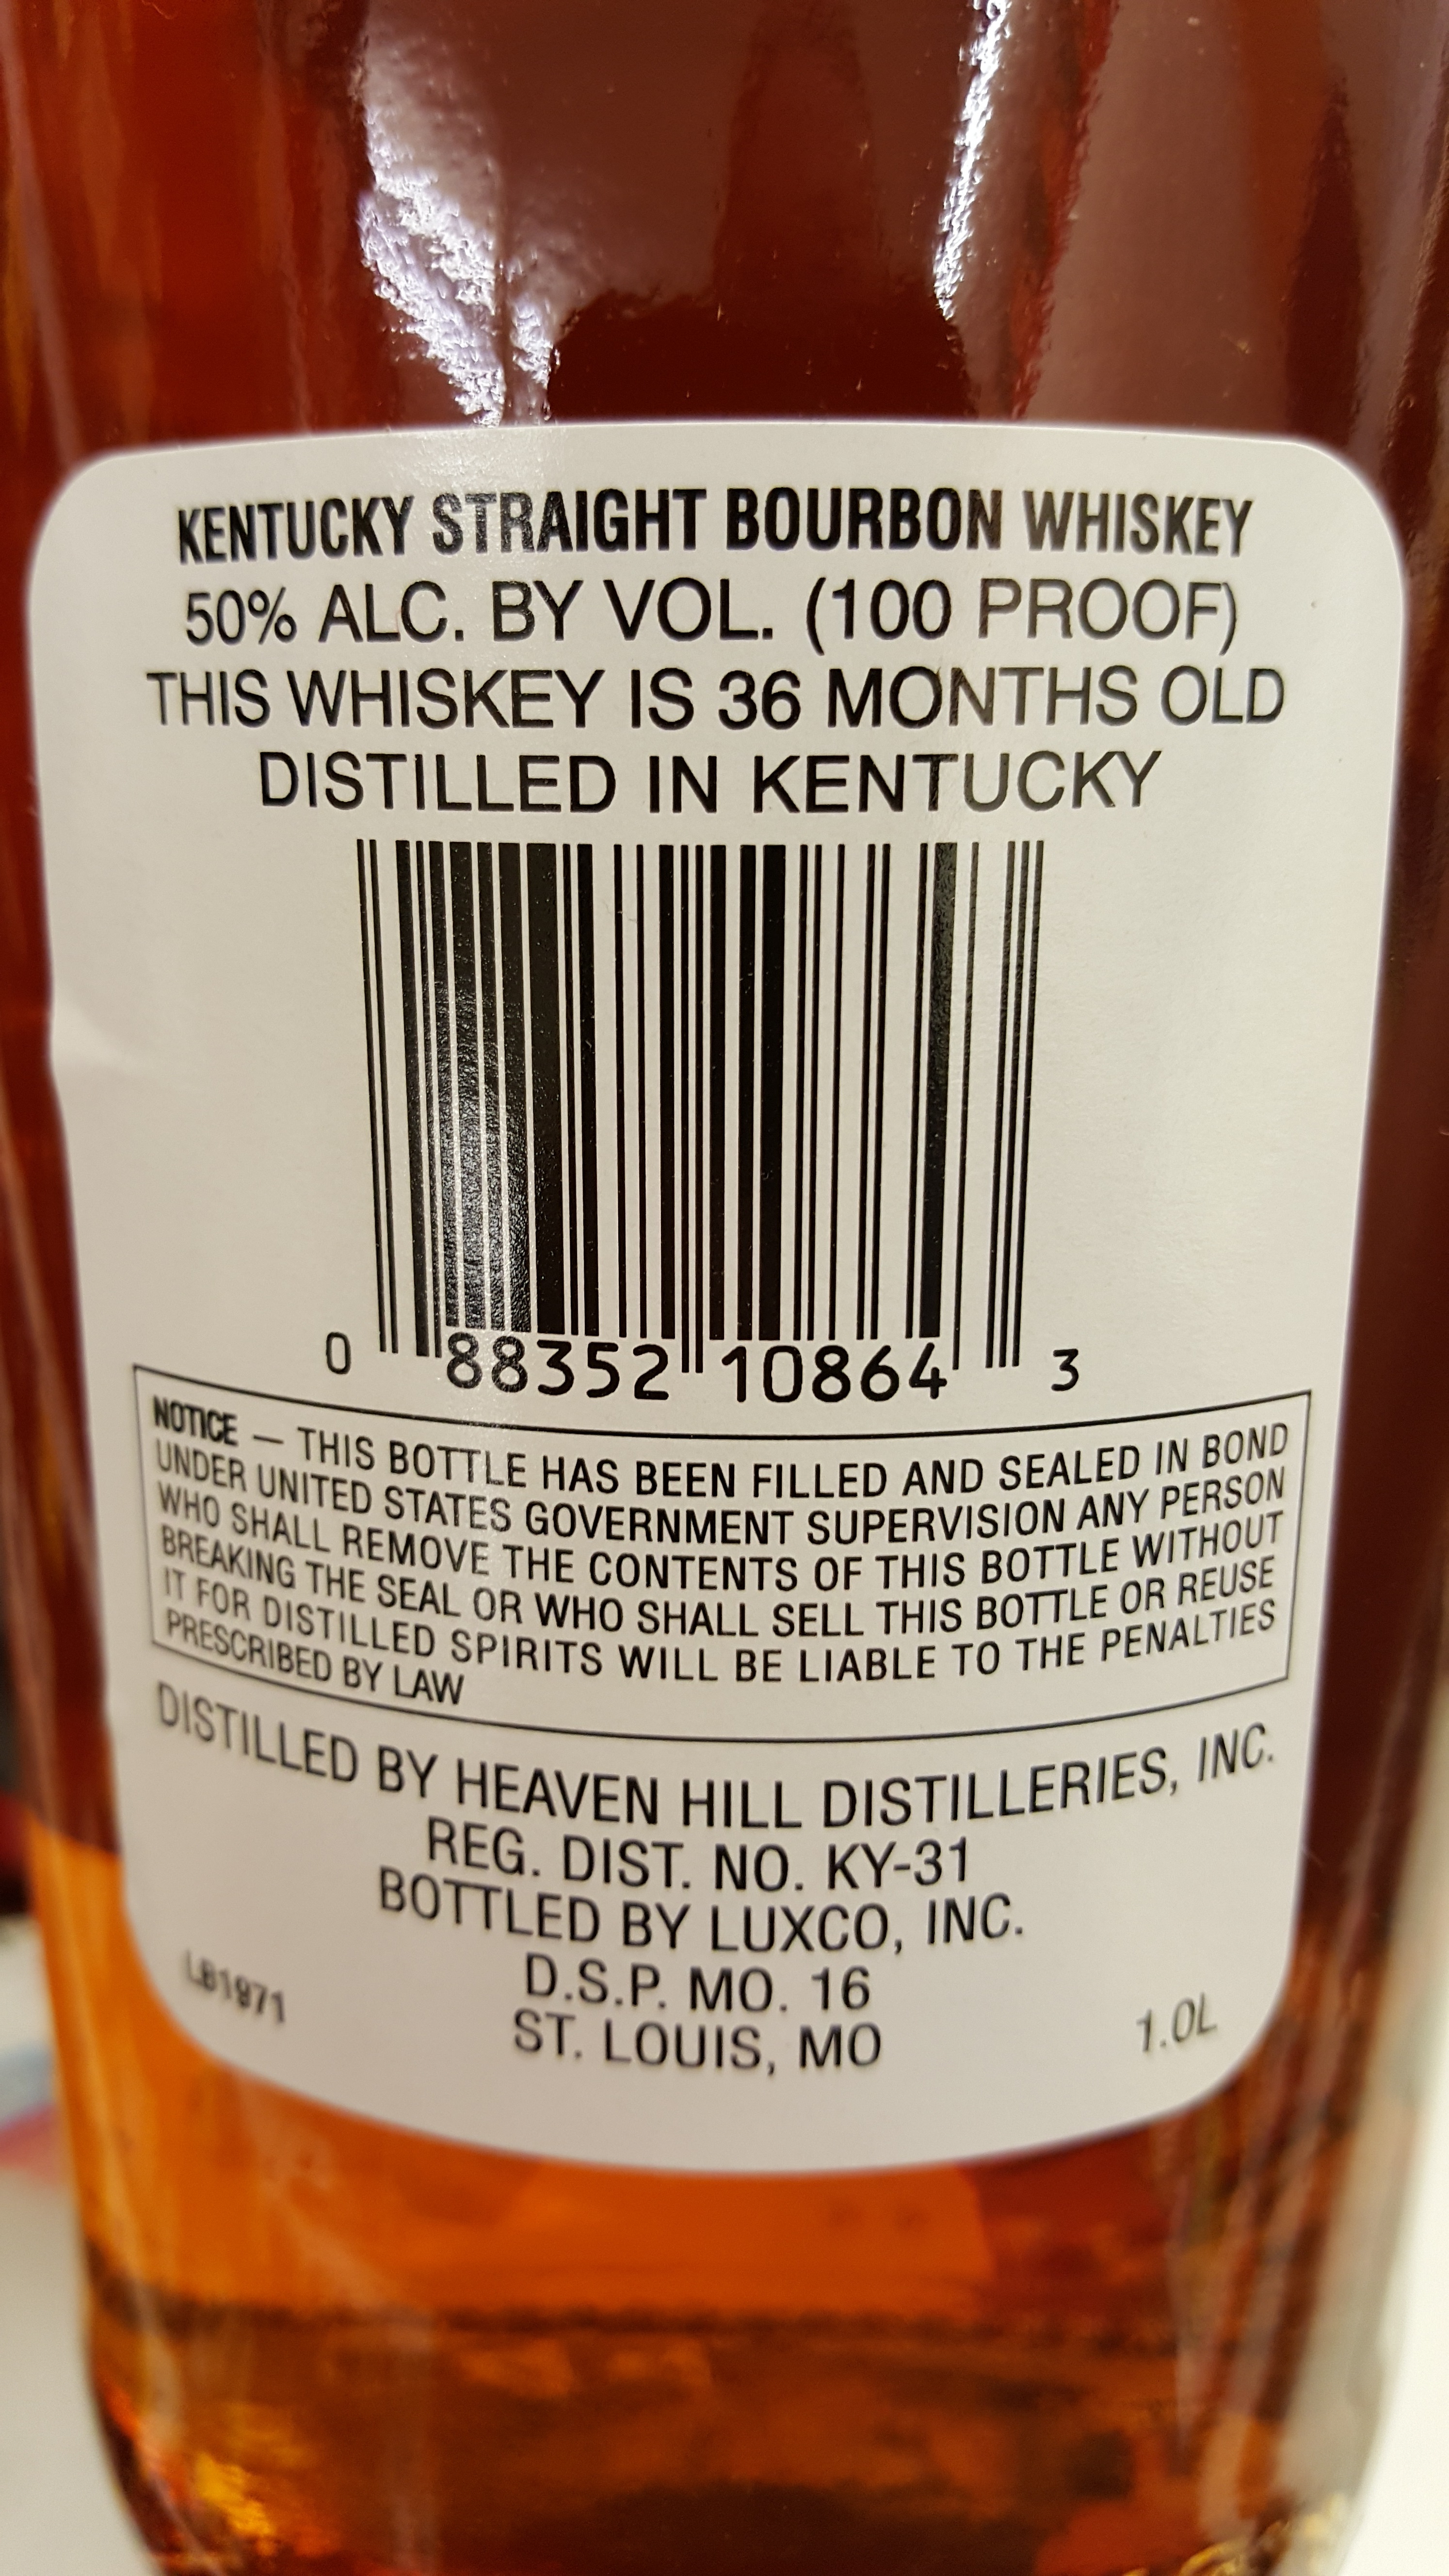 KENTUCKY STRAIGHT BOURBON WHISKEY
50% ALC. BY VOL. (100 PROOF)
THIS WHISKEY IS 36 MONTHS OLD
DISTILLED IN KENTUCKY
0 88352 10864 3
NOTICE — THIS BOTTLE HAS BEEN FILLED AND SEALED IN BOND
UNDER UNITED STATES GOVERNMENT SUPERVISION ANY PERSON
WHO SHALL REMOVE THE CONTENTS OF THIS BOTTLE WITHOUT
BREAKING THE SEAL OR WHO SHALL SELL THIS BOTTLE OR REUSE
IT FOR DISTILLED SPIRITS WILL BE LIABLE TO THE PENALTIES
PRESCRIBED BY LAW
DISTILLED BY HEAVEN HILL DISTILLERIES, INC.
REG. DIST. NO. KY-31
BOTTLED BY LUXCO, INC.
D.S.P. MO. 16
ST. LOUIS, MO
LB1971
1.0L